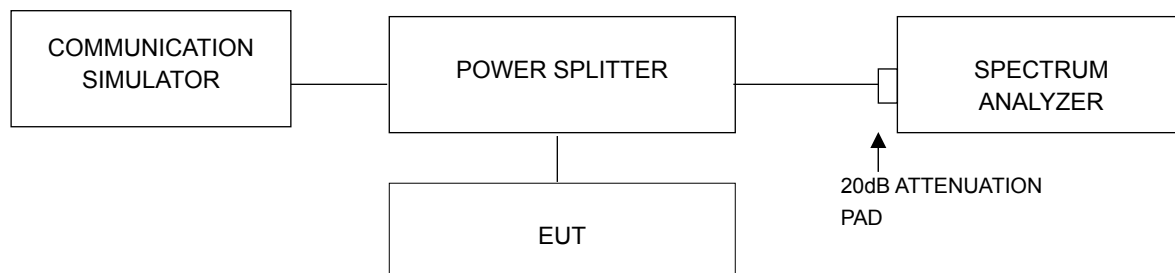 COMMUNICATION
SIMULATOR
POWER SPLITTER
SPECTRUM
ANALYZER
20dB ATTENUATION
PAD
EUT